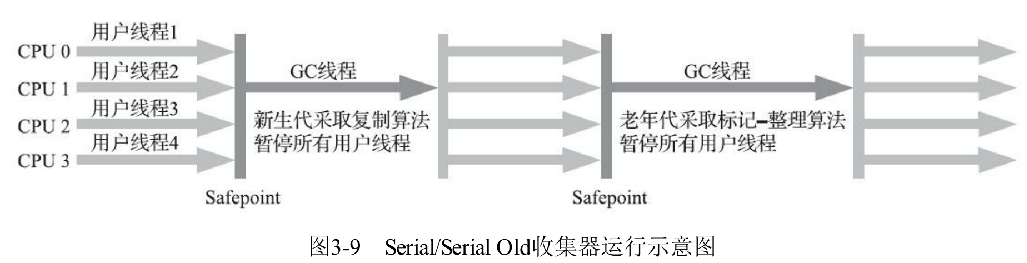 用户线程1
CPU 0
用户线程2
CPU 1
用户线程3
CPU 2
用户线程4
CPU 3
GC线程
新生代采取复制算法
暂停所有用户线程
GC线程
老年代采取标记-整理算法
暂停所有用户线程
Safepoint
Safepoint
图3-9 Serial/Serial Old收集器运行示意图